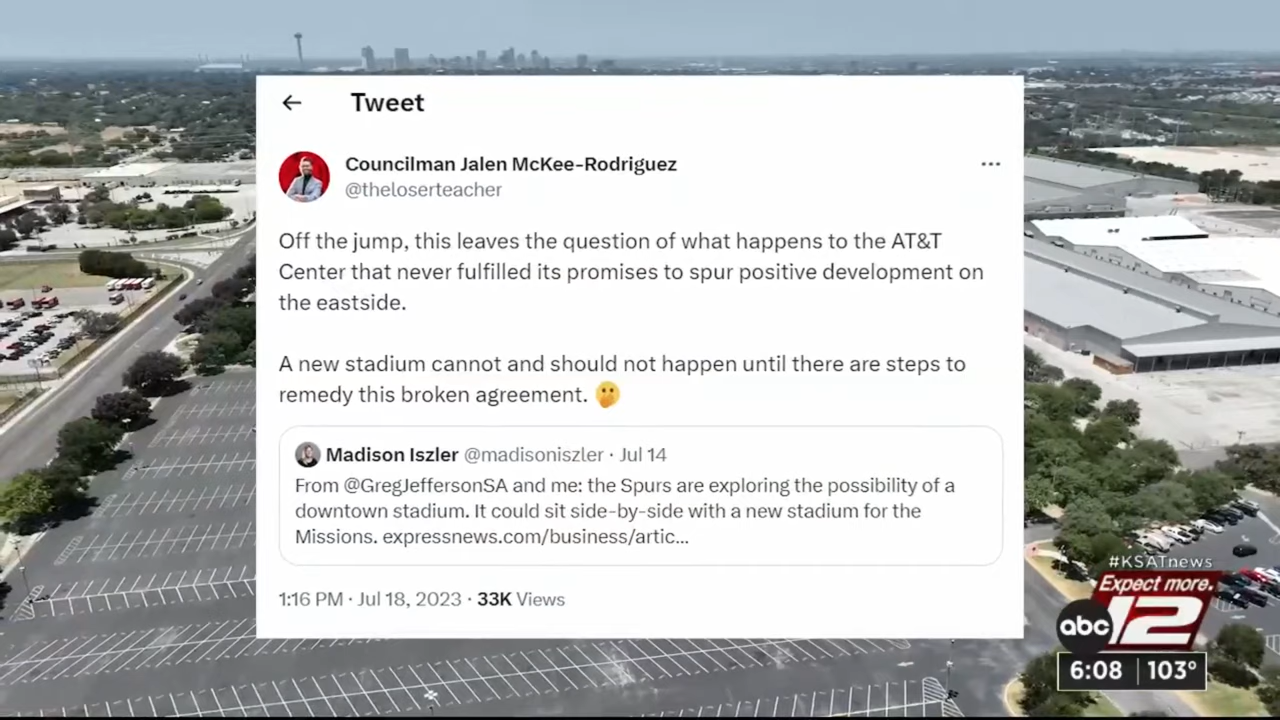 ← Tweet
Councilman Jalen McKee-Rodriguez
@theloserteacher
Off the jump, this leaves the question of what happens to the AT&T
Center that never fulfilled its promises to spur positive development on
the eastside.
A new stadium cannot and should not happen until there are steps to
remedy this broken agreement. 🫢
Madison Iszler @madisoniszler · Jul 14
From @GregJeffersonSA and me: the Spurs are exploring the possibility of a
downtown stadium. It could sit side-by-side with a new stadium for the
Missions. expressnews.com/business/artic...
1:16 PM · Jul 18, 2023 · 33K Views
#KSATnews
Expect more.
abc 12
6:08 103°